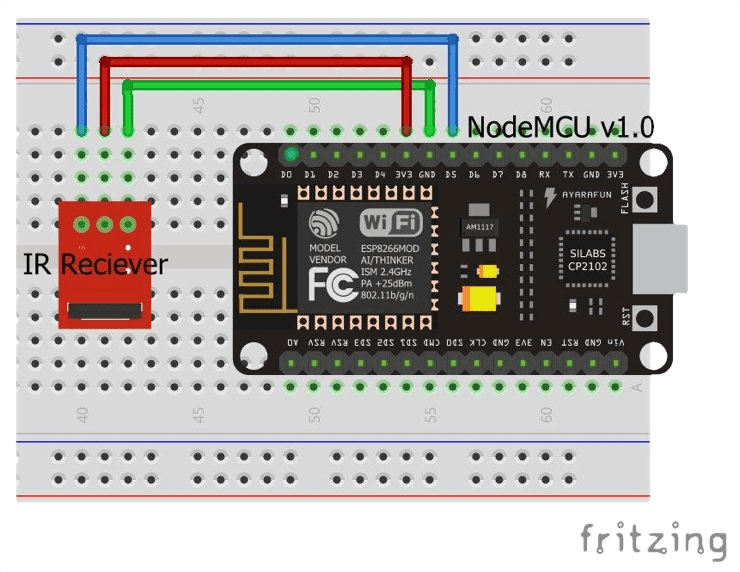 45
50
60
NodeMCU v1.0
D0 D1 D2 D3 D4 3V3 GND D5 D6 D7 D8 RX TX GND 3V3
FLASH
AYARAFUN
WiFi
MODEL
VENDOR
ESP8266MOD
AI/THINKER
ISM 2.4GHz
PA +25dBm
802.11b/g/n
FC
AM1117
SILABS
CP2102
IR Reciever
RST
A0 RSV RSV SD3 SD2 SD1 CMD SD0 CLK GND 3V3 EN RST GND Vin
40
45
50
55
60
A
fritzing